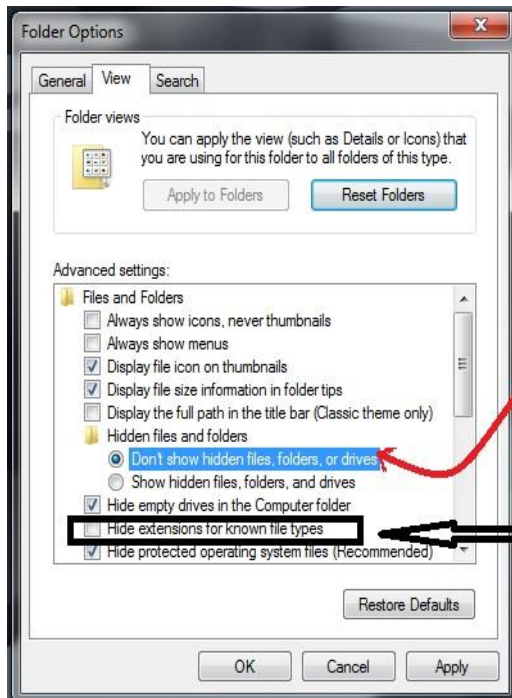 Folder Options
General
View
Search
Folder views
You can apply the view (such as Details or Icons) that
you are using for this folder to all folders of this type.
Apply to Folders
Reset Folders
Advanced settings:
Files and Folders
Always show icons, never thumbnails
Always show menus
Display file icon on thumbnails
Display file size information in folder tips
Display the full path in the title bar (Classic theme only)
Hidden files and folders
Don't show hidden files, folders, or drives
Show hidden files, folders, and drives
Hide empty drives in the Computer folder
Hide extensions for known file types
Hide protected operating system files (Recommended)
Restore Defaults
OK
Cancel
Apply